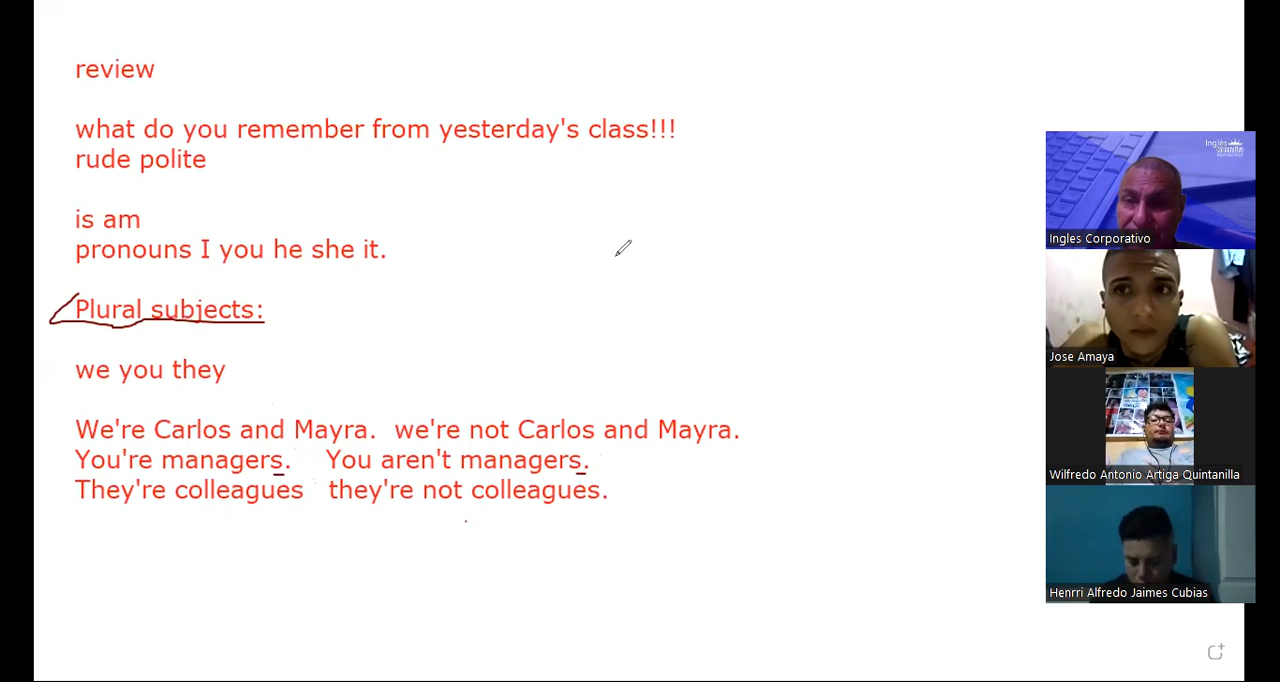 review
what do you remember from yesterday's class!!!
rude polite
is am
pronouns I you he she it.
Plural subjects:
we you they
We're Carlos and Mayra. we're not Carlos and Mayra.
You're managers. You aren't managers.
They're colleagues they're not colleagues.
Ingles Corporativo
Ingles Corporativo
Jose Amaya
Wilfredo Antonio Artiga Quintanilla
Henrri Alfredo Jaimes Cubias